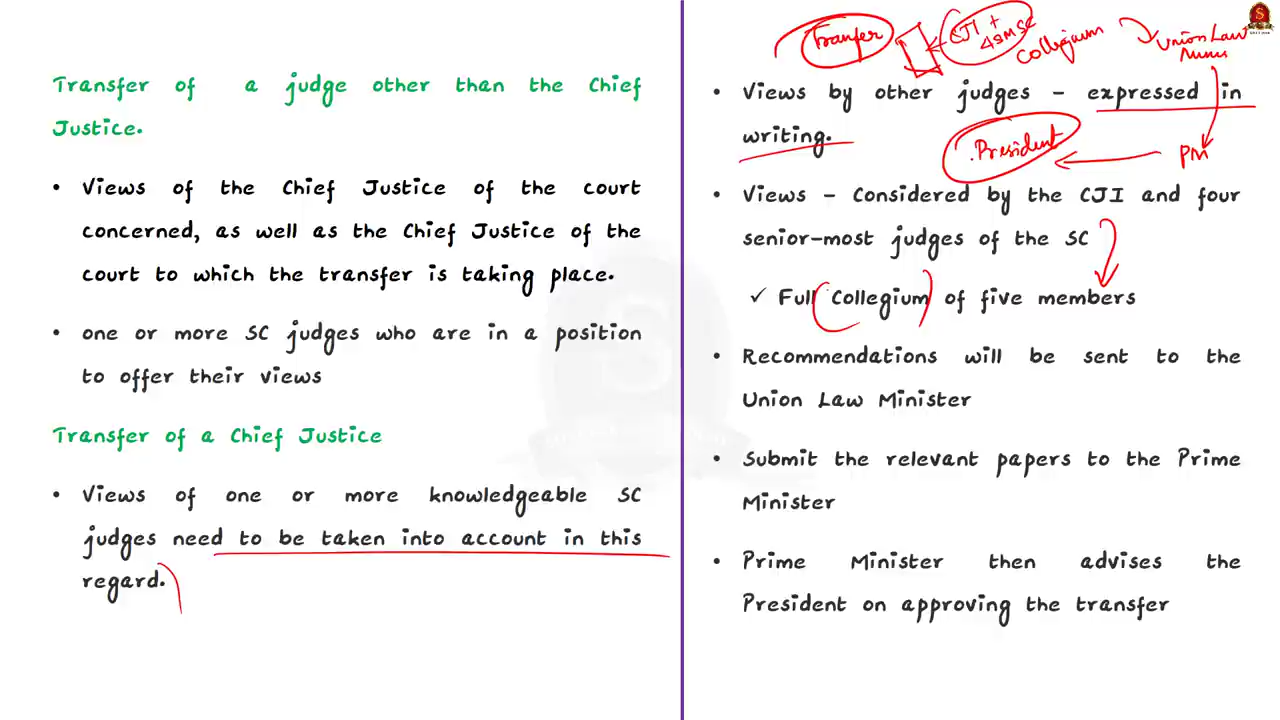 Transfer of a judge other than the Chief
Justice.
• Views of the Chief Justice of the court
concerned, as well as the Chief Justice of the
court to which the transfer is taking place.
• one or more SC judges who are in a position
to offer their views
Transfer of a Chief Justice
• Views of one or more knowledgeable SC
judges need to be taken into account in this
regard.
Tranfer
CJI +
4SMSC
Collegium
Union Law
• Views by other judges - expressed in
writing.
President
PM
• Views - Considered by the CJI and four
senior-most judges of the SC
✓ Full Collegium of five members
• Recommendations will be sent to the
Union Law Minister
• Submit the relevant papers to the Prime
Minister
• Prime Minister then advises the
President on approving the transfer